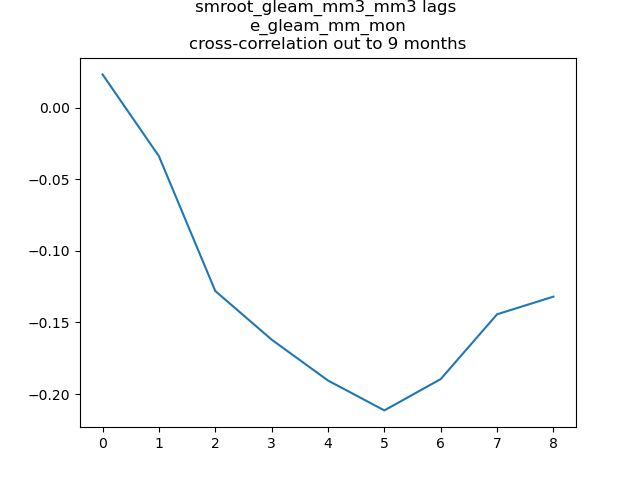 smroot_gleam_mm3_mm3 lags
e_gleam_mm_mon
cross-correlation out to 9 months
0.00
−0.05
−0.10
−0.15
−0.20
0 1 2 3 4 5 6 7 8